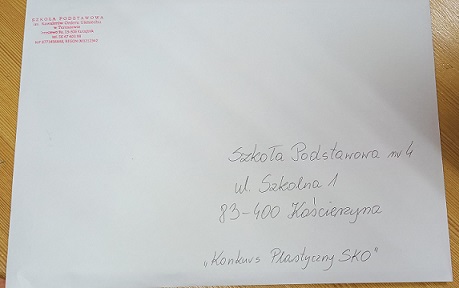 SZKOŁA PODSTAWOWA
Szkoła Podstawowa nr 4
ul. Szkolna 1
83-400 Kościerzyna
„Konkurs Plastyczny SKO"